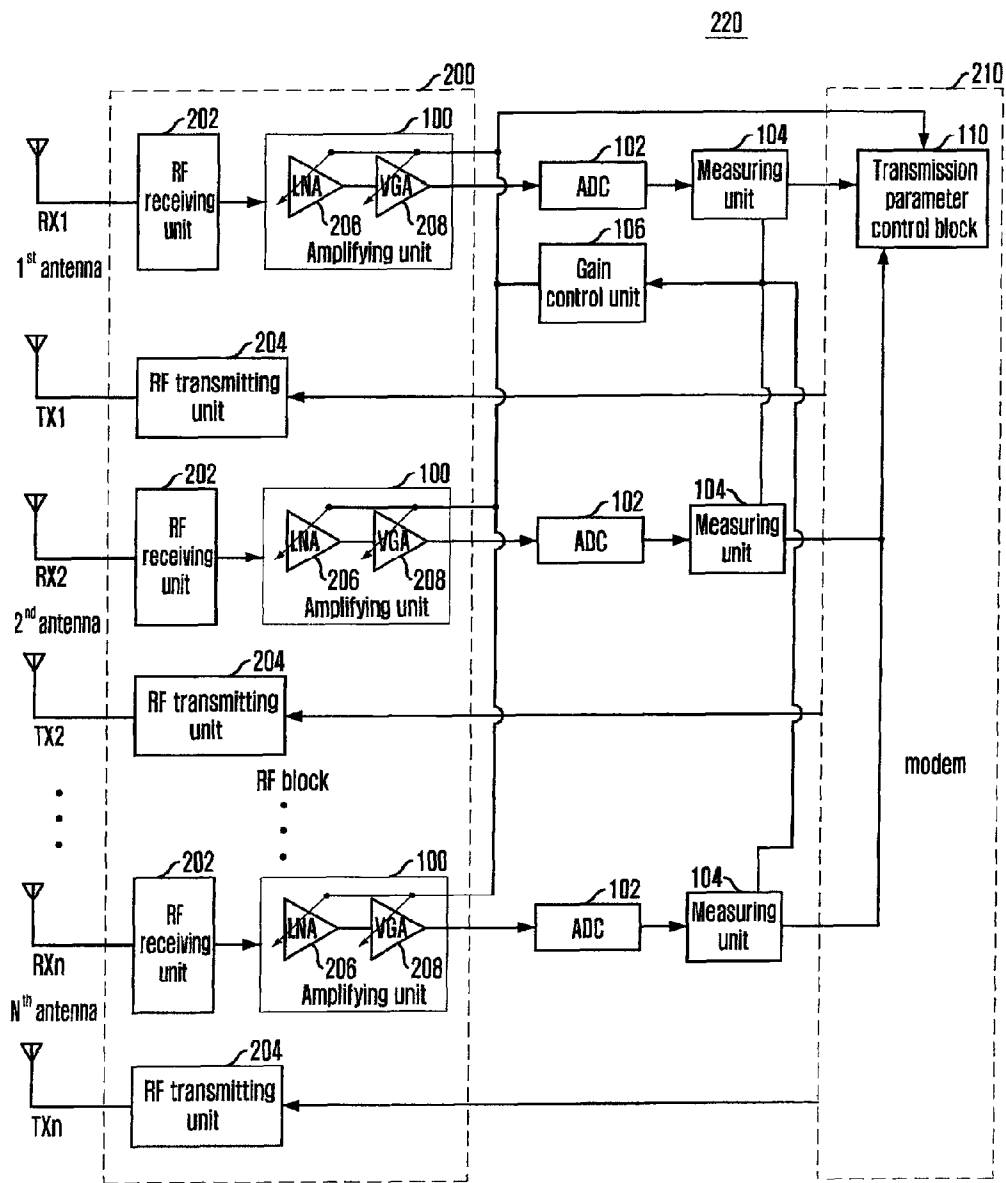 220
200
210
202
100
102
104
110
RF
receiving
unit
LNA
VGA
208
208
Amplifying unit
ADC
Measuring
unit
Transmission
parameter
control block
RX1
1st antenna
106
Gain
control unit
204
RF transmitting
unit
TX1
202
100
102
104
RF
receiving
unit
LNA
VGA
206
208
Amplifying unit
ADC
Measuring
unit
RX2
2nd antenna
204
RF transmitting
unit
TX2
RF block
modem
202
100
102
104
RF
receiving
unit
LNA
VGA
206
208
Amplifying unit
ADC
Measuring
unit
RXn
Nth antenna
204
RF transmitting
unit
TXn